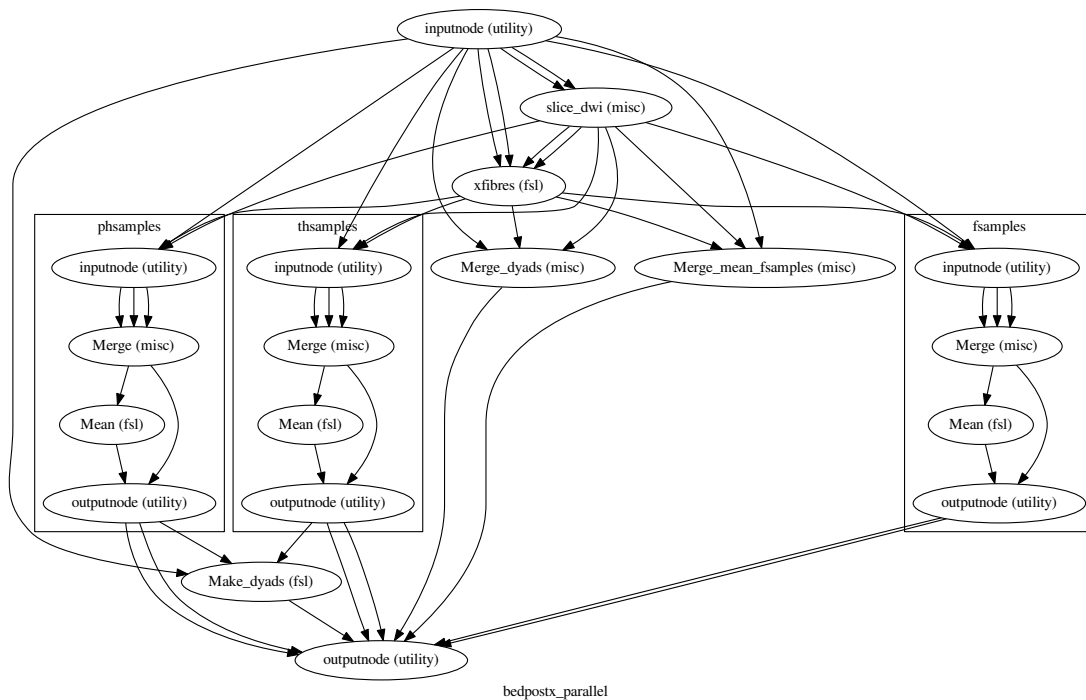 inputnode (utility)
slice_dwi (misc)
xfibres (fsl)
phsamples
thsamples
fsamples
inputnode (utility)
inputnode (utility)
Merge_dyads (misc)
Merge_mean_fsamples (misc)
inputnode (utility)
Merge (misc)
Merge (misc)
Merge (misc)
Mean (fsl)
Mean (fsl)
Mean (fsl)
outputnode (utility)
outputnode (utility)
outputnode (utility)
Make_dyads (fsl)
outputnode (utility)
bedpostx_parallel